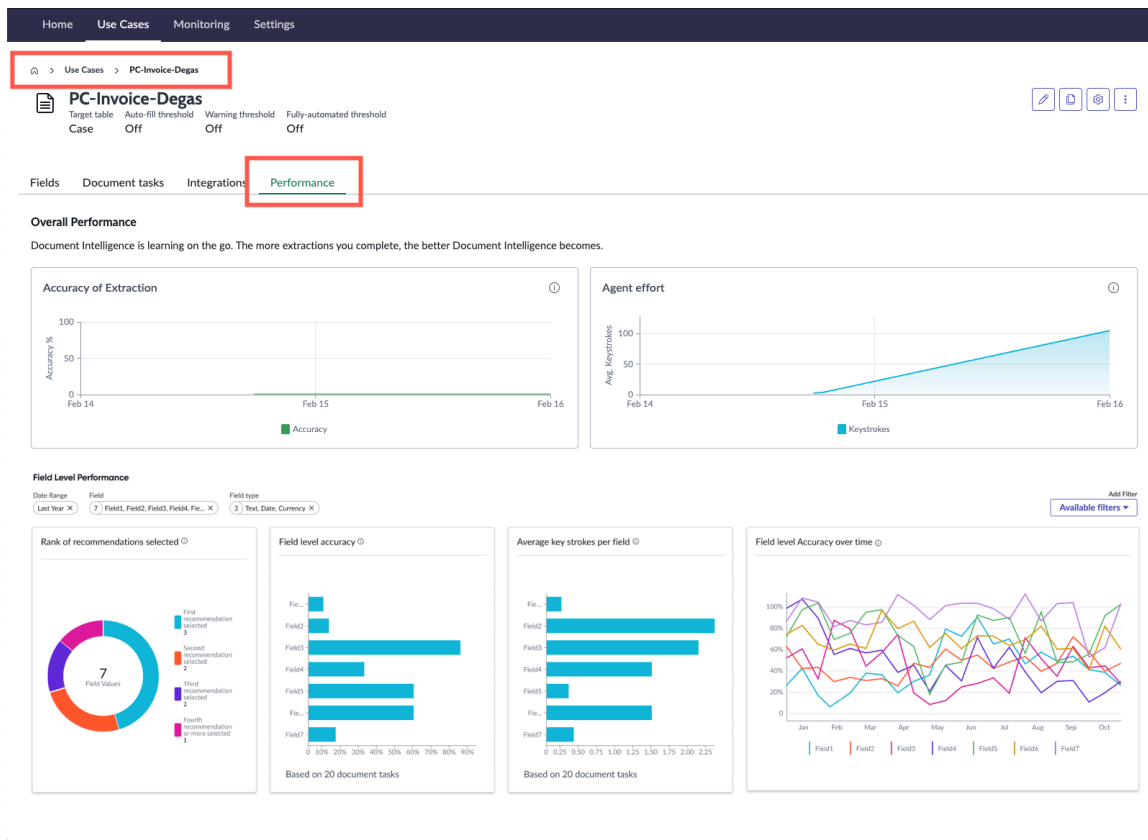 Home Use Cases Monitoring Settings
> Use Cases > PC-Invoice-Degas
PC-Invoice-Degas
Target table Auto-fill threshold Warning threshold Fully-automated threshold
Case Off Off Off
Fields Document tasks Integrations Performance
Overall Performance
Document Intelligence is learning on the go. The more extractions you complete, the better Document Intelligence becomes.
Accuracy of Extraction
100
50
0
Accuracy %
Feb 14 Feb 15 Feb 16
Accuracy
Agent effort
100
50
0
Avg. Keystrokes
Feb 14 Feb 15 Feb 16
Keystrokes
Field Level Performance
Date Range Field Field type
Last Year X 7 Field1, Field2, Field3, Field4, Fie... X 3 Text, Date, Currency X
Add Filter
Available filters
Rank of recommendations selected
7
Field Values
First
recommendation
selected
3
Second
recommendation
selected
2
Third
recommendation
selected
2
Fourth
recommendation
or more selected
1
Field level accuracy
Fie...
Field2
Field3
Field4
Field5
Fie...
Field7
0 10% 20% 30% 40% 50% 60% 70% 80% 90%
Based on 20 document tasks
Average key strokes per field
Fie...
Field2
Field3
Field4
Field5
Fie...
Field7
0 0.25 0.50 0.75 1.00 1.25 1.50 1.75 2.00 2.25
Based on 20 document tasks
Field level Accuracy over time
100%
80%
60%
40%
20%
0
Jan Feb Mar Apr May Jun Jul Aug Sep Oct
Field1 Field2 Field3 Field4 Field5 Field6 Field7